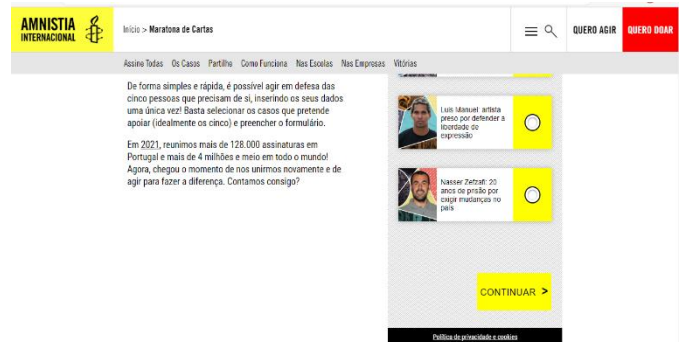 AMNISTIA
INTERNACIONAL
Início > Maratona de Cartas
QUERO AGIR
QUERO DOAR
Assine Todas Os Casos Partilhe Como Funciona Nas Escolas Nas Empresas Vitórias
De forma simples e rápida, é possível agir em defesa das
cinco pessoas que precisam de si, inserindo os seus dados
uma única vez! Basta selecionar os casos que pretende
apoiar (idealmente os cinco) e preencher o formulário.
Em 2021, reunimos mais de 128.000 assinaturas em
Portugal e mais de 4 milhões e meio em todo o mundo!
Agora, chegou o momento de nos unirmos novamente e de
agir para fazer a diferença. Contamos consigo?
Luis Manuel: artista
preso por defender a
liberdade de
expressão
Nasser Zefzafi: 20
anos de prisão por
exigir mudanças no
país
CONTINUAR >
Política de privacidade e cookies